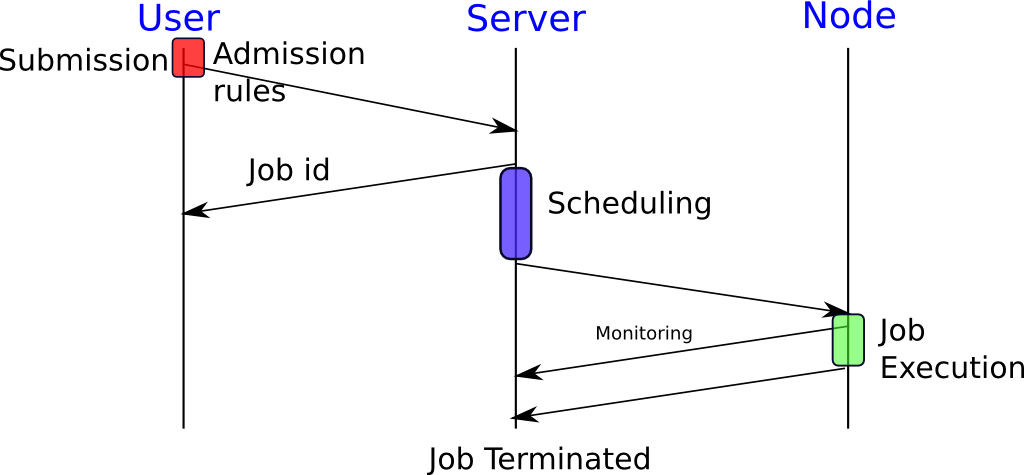 User
Server
Node
Submission
Admission
rules
Job id
Scheduling
Monitoring
Job
Execution
Job Terminated